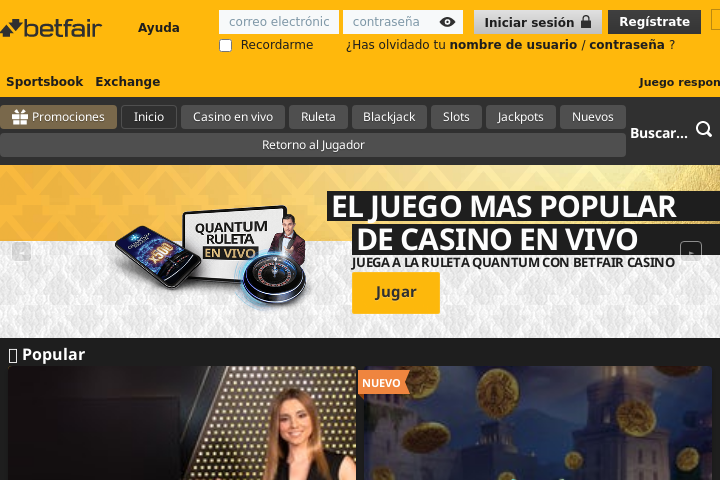 betfair
Ayuda
correo electrónic
contraseña
Iniciar sesión
Regístrate
Recordarme
¿Has olvidado tu nombre de usuario / contraseña ?
Sportsbook
Exchange
Juego respon
Promociones
Inicio
Casino en vivo
Ruleta
Blackjack
Slots
Jackpots
Nuevos
Retorno al Jugador
Buscar...
EL JUEGO MAS POPULAR
DE CASINO EN VIVO
JUEGA A LA RULETA QUANTUM CON BETFAIR CASINO
Jugar
QUANTUM
RULETA
EN VIVO
x500
Popular
NUEVO